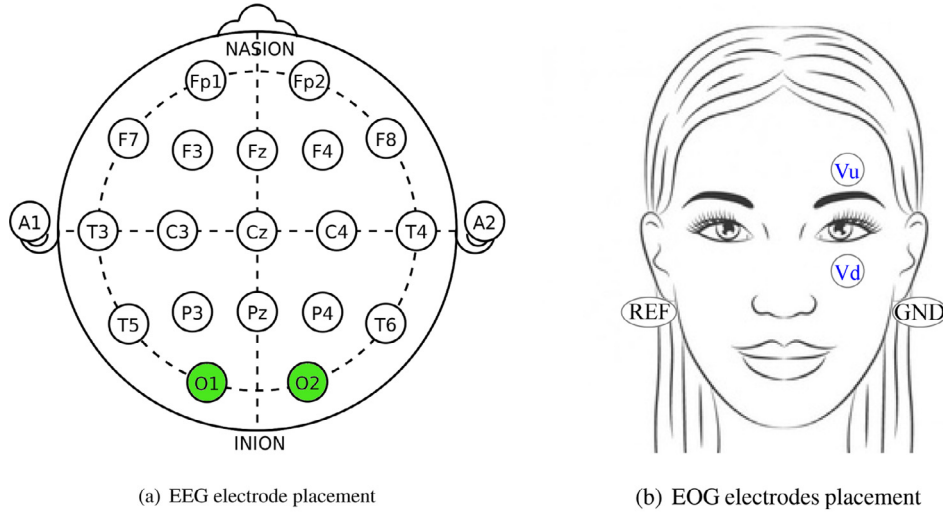 NASION
Fp1 Fp2
F7 F3 Fz F4 F8
A1 T3 C3 Cz C4 T4 A2
T5 P3 Pz P4 T6
O1 O2
INION
(a) EEG electrode placement
Vu
Vd
REF GND
(b) EOG electrodes placement